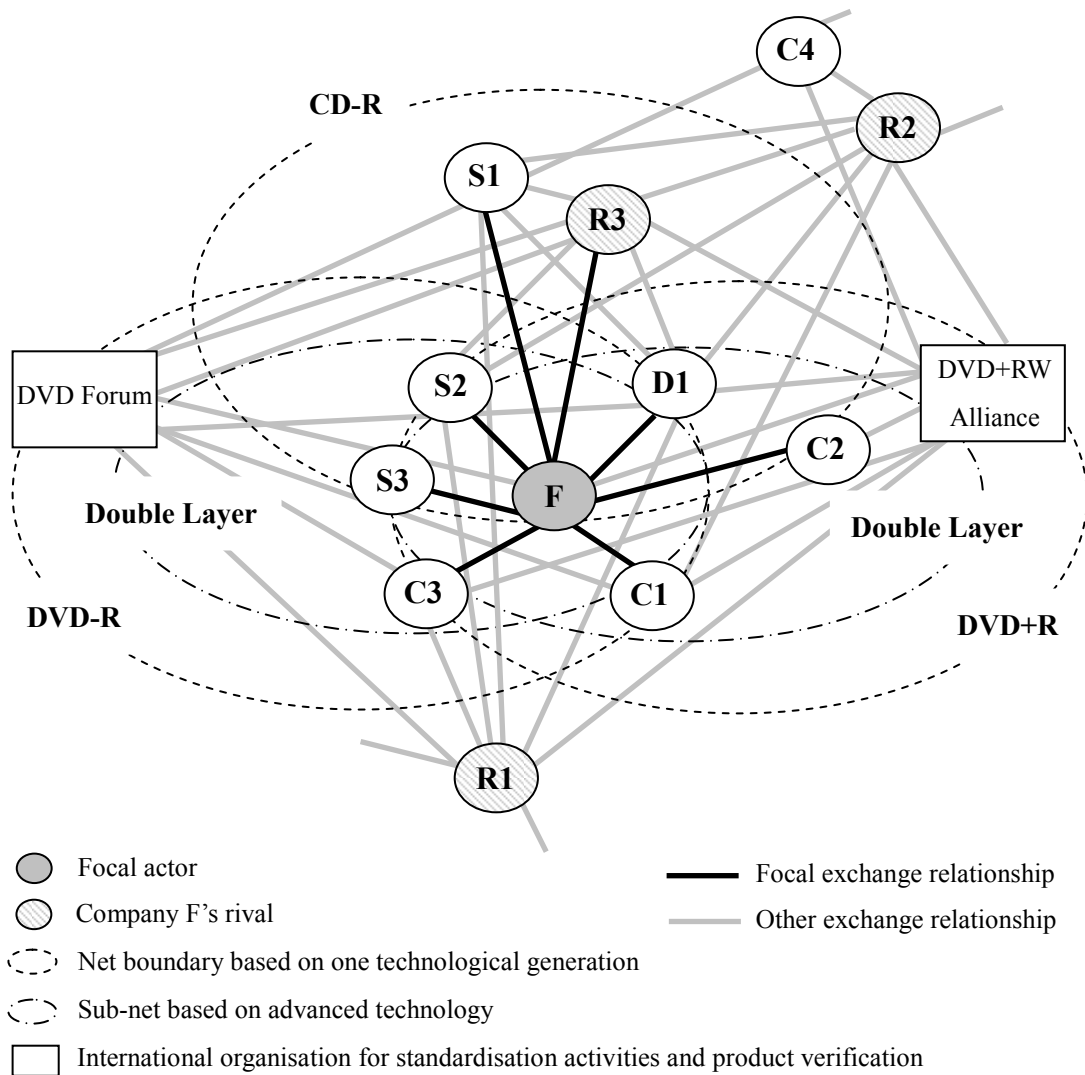 C4
CD-R
R2
S1
R3
DVD Forum
S2
D1
DVD+RW
Alliance
C2
S3
F
Double Layer
Double Layer
C3
C1
DVD-R
DVD+R
R1
Focal actor
Focal exchange relationship
Company F's rival
Other exchange relationship
Net boundary based on one technological generation
Sub-net based on advanced technology
International organisation for standardisation activities and product verification